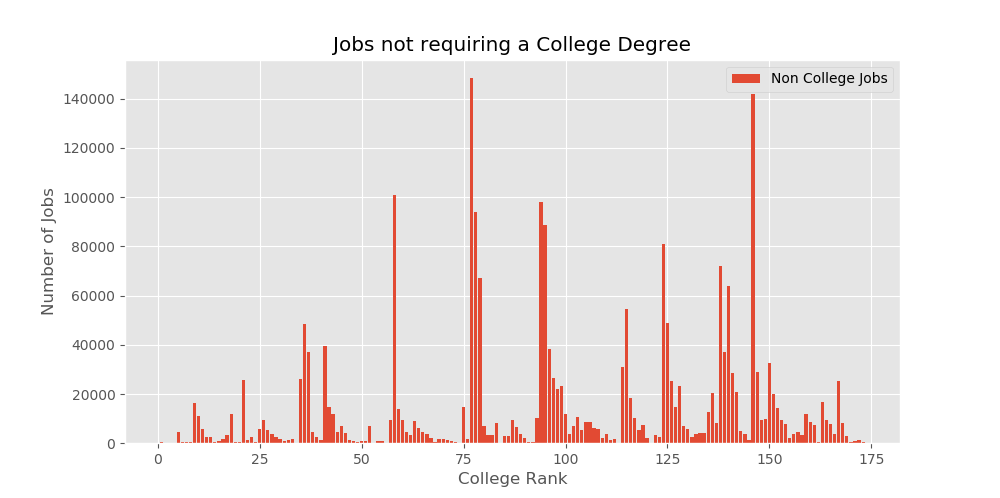 Jobs not requiring a College Degree
Non College Jobs
140000
120000
100000
80000
60000
40000
20000
0
Number of Jobs
0 25 50 75 100 125 150 175
College Rank